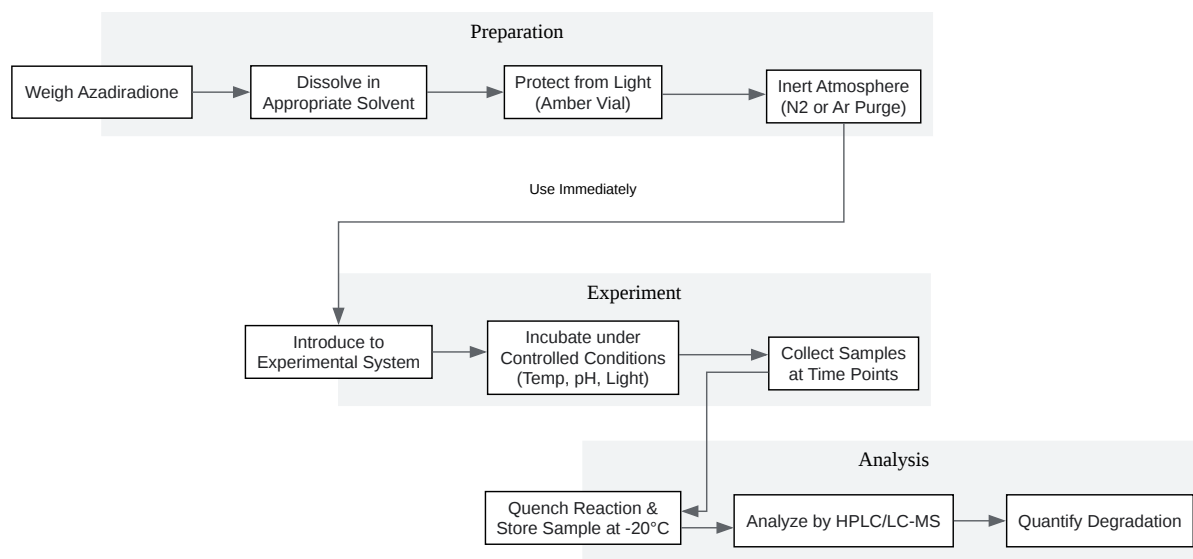 Preparation
Weigh Azadiradione
Dissolve in
Appropriate Solvent
Protect from Light
(Amber Vial)
Inert Atmosphere
(N2 or Ar Purge)
Use Immediately
Experiment
Introduce to
Experimental System
Incubate under
Controlled Conditions
(Temp, pH, Light)
Collect Samples
at Time Points
Analysis
Quench Reaction &
Store Sample at -20°C
Analyze by HPLC/LC-MS
Quantify Degradation